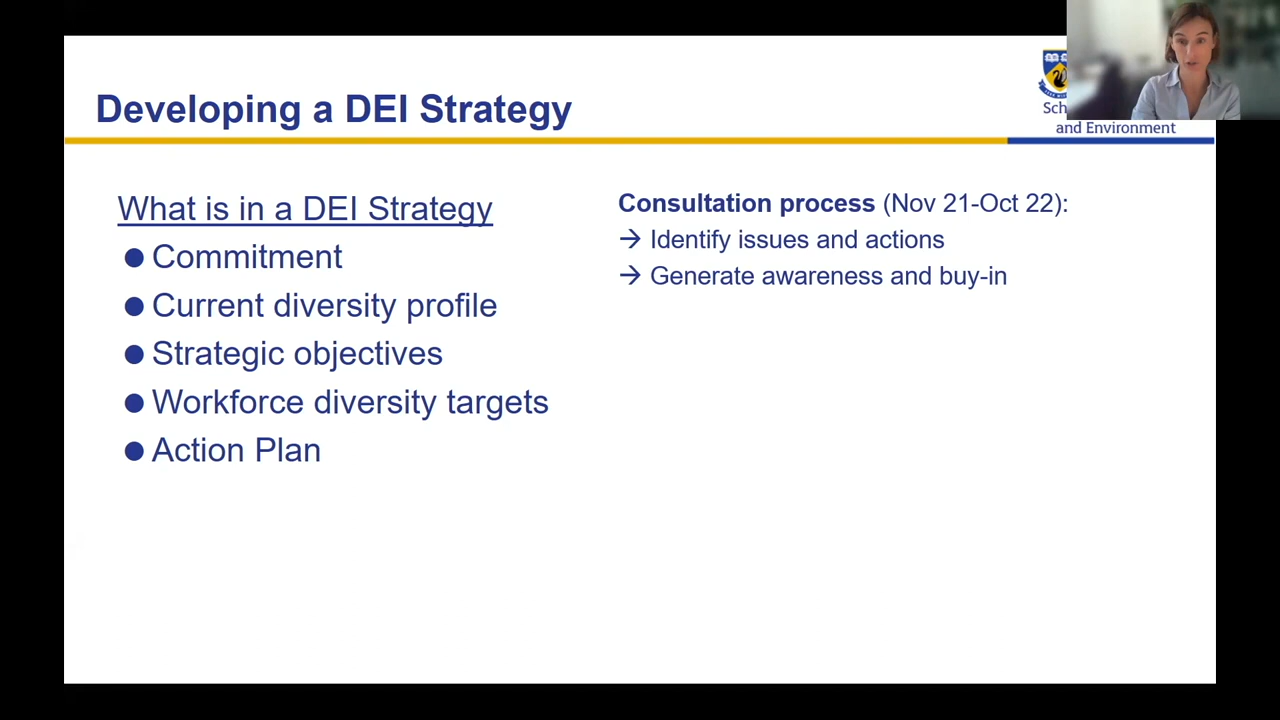 Developing a DEI Strategy
Sch
and Environment
What is in a DEI Strategy
● Commitment
● Current diversity profile
● Strategic objectives
● Workforce diversity targets
● Action Plan
Consultation process (Nov 21-Oct 22):
→ Identify issues and actions
→ Generate awareness and buy-in